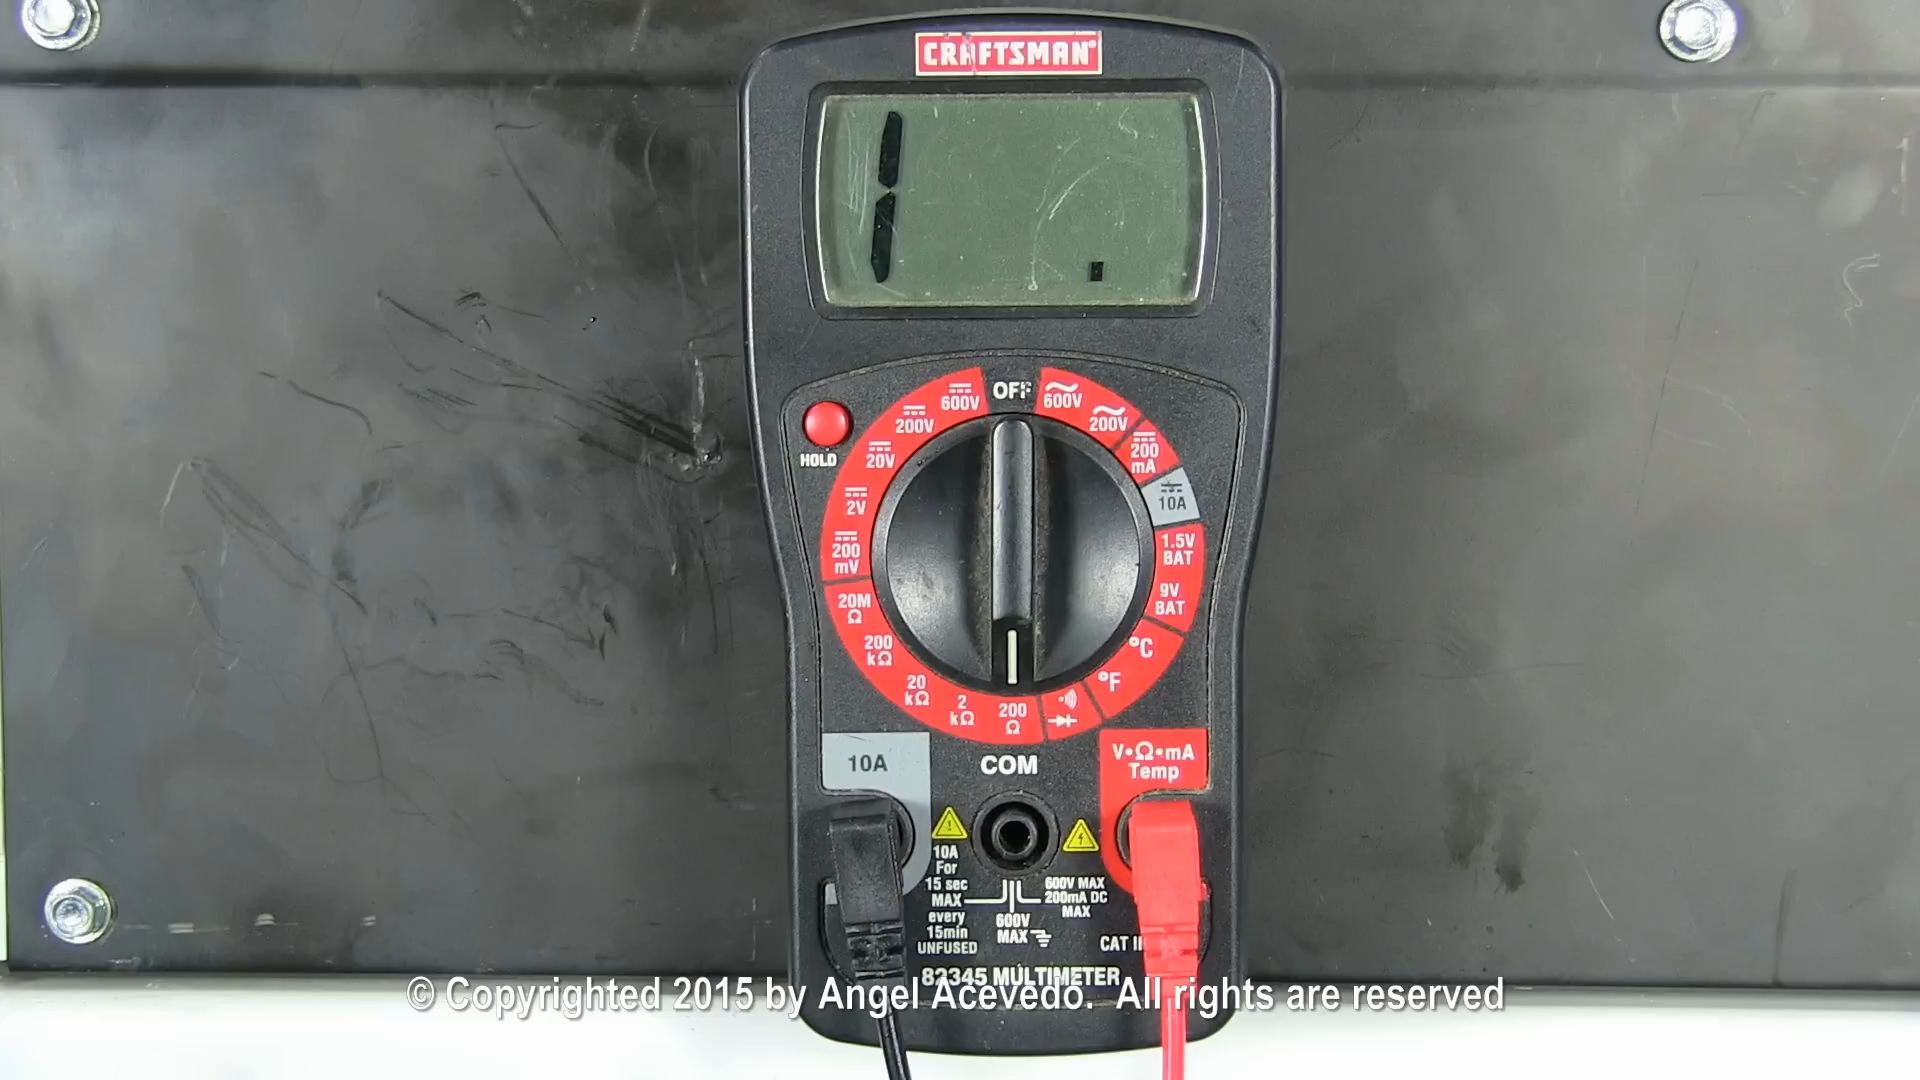 CRAFTSMAN®
1 .
OFF
600V
200V
200
mA
10A
1.5V
BAT
9V
BAT
°C
°F
200
Ω
2
kΩ
20
kΩ
200
kΩ
20M
Ω
200
mV
2V
20V
200V
600V
HOLD
10A
COM
V•Ω•mA
Temp
10A
For
15 sec
MAX
every
15min
UNFUSED
600V
MAX
600V MAX
200mA DC
MAX
CAT II
82345 MULTIMETER
© Copyrighted 2015 by Angel Acevedo. All rights are reserved